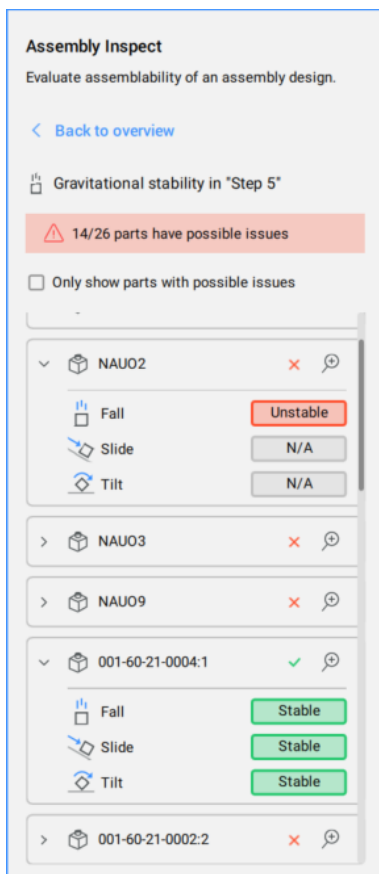 Assembly Inspect
Evaluate assemblability of an assembly design.
Back to overview
Gravitational stability in "Step 5"
14/26 parts have possible issues
Only show parts with possible issues
NAUO2
Fall Unstable
Slide N/A
Tilt N/A
NAUO3
NAUO9
001-60-21-0004:1
Fall Stable
Slide Stable
Tilt Stable
001-60-21-0002:2